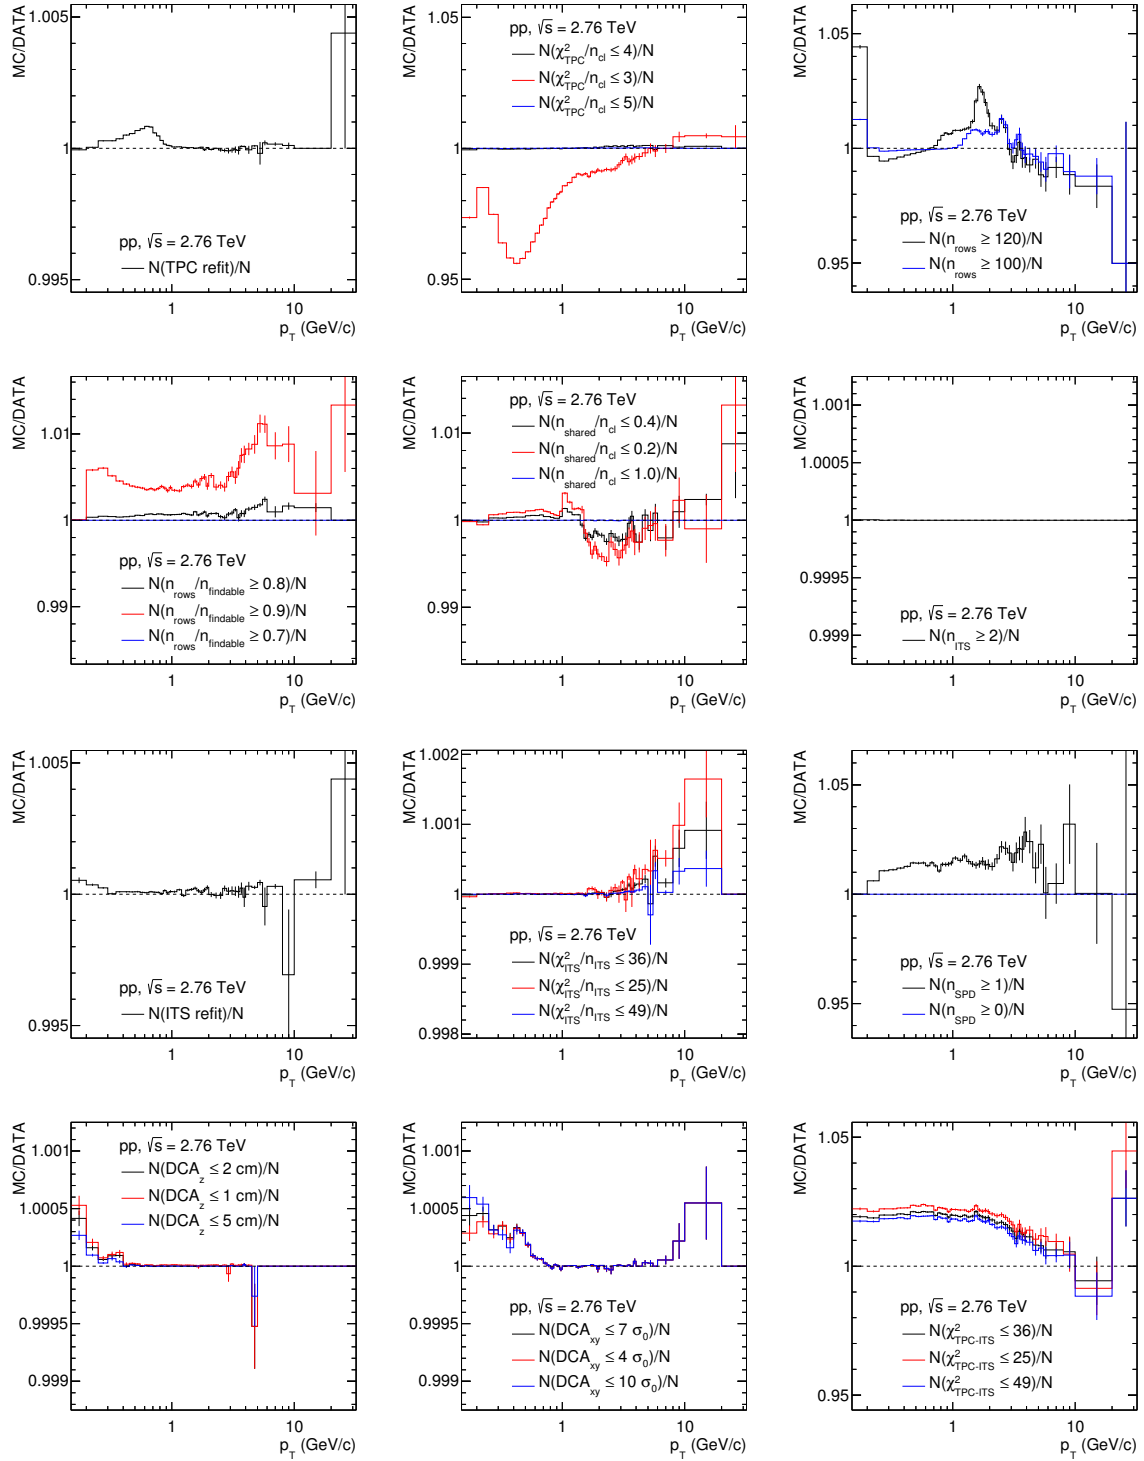 MC/DATA
1.005
1
0.995
pp, √s = 2.76 TeV
N(TPC refit)/N
1
10
p_T (GeV/c)
MC/DATA
1.05
1
0.95
pp, √s = 2.76 TeV
N(χ²_TPC/n_cl ≤ 4)/N
N(χ²_TPC/n_cl ≤ 3)/N
N(χ²_TPC/n_cl ≤ 5)/N
1
10
p_T (GeV/c)
MC/DATA
1.05
1
0.95
pp, √s = 2.76 TeV
N(n_rows ≥ 120)/N
N(n_rows ≥ 100)/N
1
10
p_T (GeV/c)
MC/DATA
1.01
1
0.99
pp, √s = 2.76 TeV
N(n_rows/n_findable ≥ 0.8)/N
N(n_rows/n_findable ≥ 0.9)/N
N(n_rows/n_findable ≥ 0.7)/N
1
10
p_T (GeV/c)
MC/DATA
1.01
1
0.99
pp, √s = 2.76 TeV
N(n_shared/n_cl ≤ 0.4)/N
N(n_shared/n_cl ≤ 0.2)/N
N(n_shared/n_cl ≤ 1.0)/N
1
10
p_T (GeV/c)
MC/DATA
1.001
1.0005
1
0.9995
0.999
pp, √s = 2.76 TeV
N(n_ITS ≥ 2)/N
1
10
p_T (GeV/c)
MC/DATA
1.005
1
0.995
pp, √s = 2.76 TeV
N(ITS refit)/N
1
10
p_T (GeV/c)
MC/DATA
1.002
1.001
1
0.999
0.998
pp, √s = 2.76 TeV
N(χ²_ITS/n_ITS ≤ 36)/N
N(χ²_ITS/n_ITS ≤ 25)/N
N(χ²_ITS/n_ITS ≤ 49)/N
1
10
p_T (GeV/c)
MC/DATA
1.05
1
0.95
pp, √s = 2.76 TeV
N(n_SPD ≥ 1)/N
N(n_SPD ≥ 0)/N
1
10
p_T (GeV/c)
MC/DATA
1.001
1.0005
1
0.9995
0.999
pp, √s = 2.76 TeV
N(DCA_z ≤ 2 cm)/N
N(DCA_z ≤ 1 cm)/N
N(DCA_z ≤ 5 cm)/N
1
10
p_T (GeV/c)
MC/DATA
1.001
1.0005
1
0.9995
0.999
pp, √s = 2.76 TeV
N(DCA_xy ≤ 7 σ_0)/N
N(DCA_xy ≤ 4 σ_0)/N
N(DCA_xy ≤ 10 σ_0)/N
1
10
p_T (GeV/c)
MC/DATA
1.05
1
0.95
pp, √s = 2.76 TeV
N(χ²_TPC-ITS ≤ 36)/N
N(χ²_TPC-ITS ≤ 25)/N
N(χ²_TPC-ITS ≤ 49)/N
1
10
p_T (GeV/c)